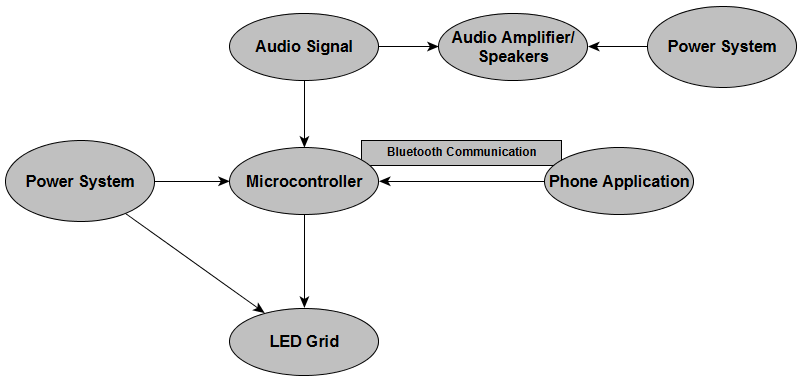 Audio Signal
Audio Amplifier/
Speakers
Power System
Bluetooth Communication
Power System
Microcontroller
Phone Application
LED Grid